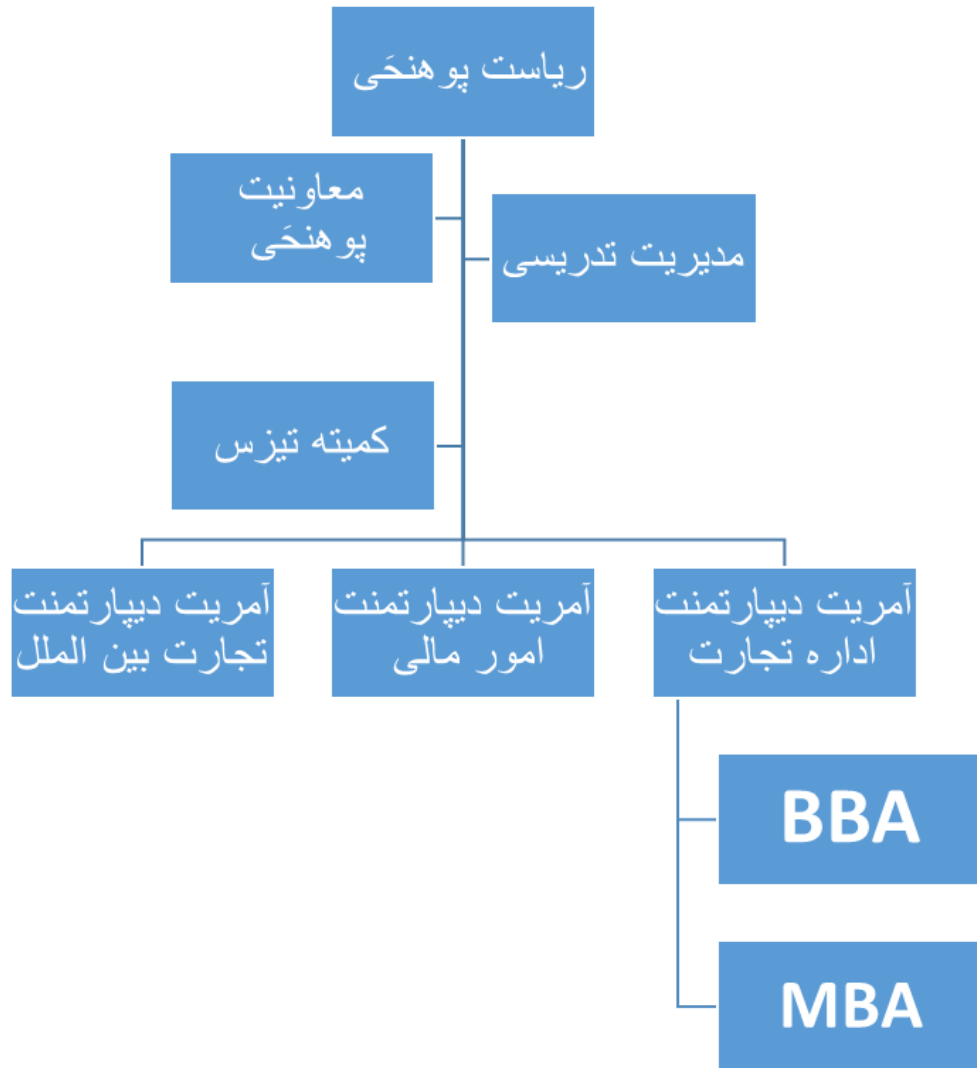 ریاست پوهنحَی
معاونیت
پوهنحَی
مدیریت تدریسی
کمیته تیزس
آمریت دیپارتمنت
اداره تجارت
آمریت دیپارتمنت
امور مالی
آمریت دیپارتمنت
تجارت بین الملل
BBA
MBA